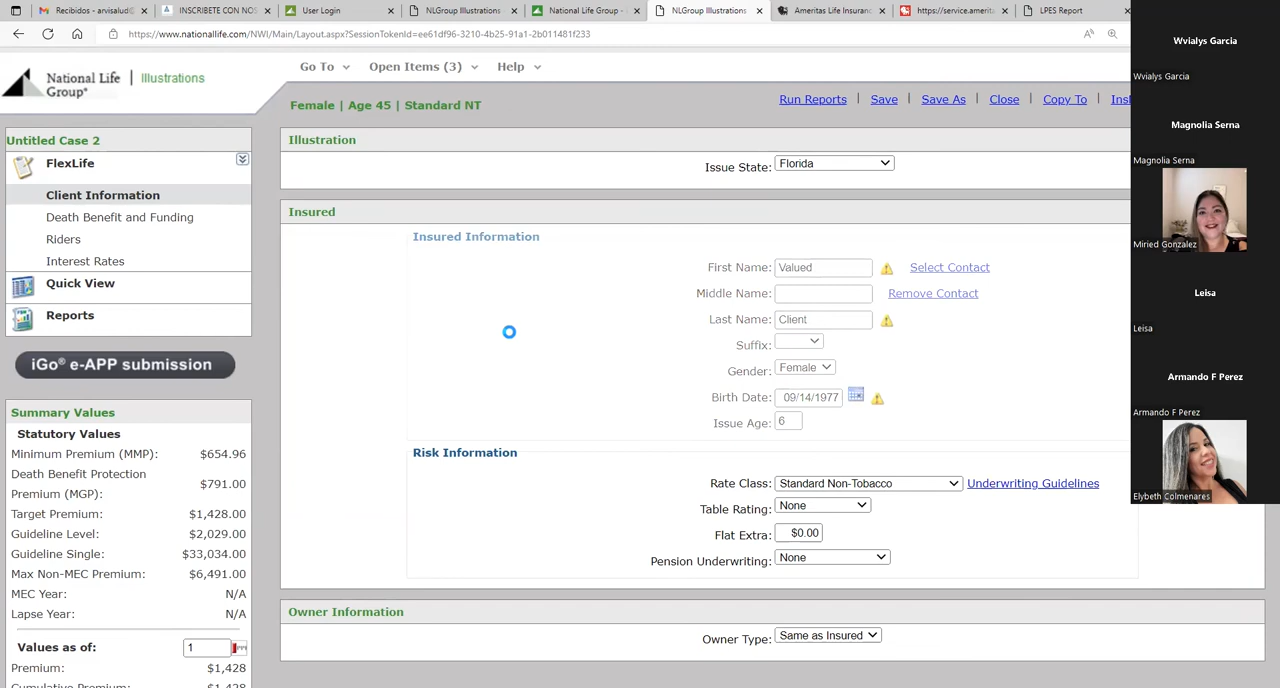 Recibidos - arvisalud@
INSCRIBETE CON NOS
User Login
NLGroup Illustrations
National Life Group -
NLGroup Illustrations
Ameritas Life Insuranc
https://service.amerita
LPES Report
https://www.nationallife.com/NWI/Main/Layout.aspx?SessionTokenId=ee61df96-3210-4b25-91a1-2b011481f233
National Life Group® | Illustrations
Go To
Open Items (3)
Help
Female | Age 45 | Standard NT
Run Reports | Save | Save As | Close | Copy To | Ins
Untitled Case 2
FlexLife
Client Information
Death Benefit and Funding
Riders
Interest Rates
Quick View
Reports
iGo® e-APP submission
Summary Values
Statutory Values
Minimum Premium (MMP): $654.96
Death Benefit Protection
Premium (MGP): $791.00
Target Premium: $1,428.00
Guideline Level: $2,029.00
Guideline Single: $33,034.00
Max Non-MEC Premium: $6,491.00
MEC Year: N/A
Lapse Year: N/A
Values as of: 1
Premium: $1,428
Cumulative Premium: $1,428
Illustration
Issue State: Florida
Insured
Insured Information
First Name: Valued Select Contact
Middle Name: Remove Contact
Last Name: Client
Suffix:
Gender: Female
Birth Date: 09/14/1977
Issue Age: 6
Risk Information
Rate Class: Standard Non-Tobacco Underwriting Guidelines
Table Rating: None
Flat Extra: $0.00
Pension Underwriting: None
Owner Information
Owner Type: Same as Insured
Wvialys Garcia
Wvialys Garcia
Magnolia Serna
Magnolia Serna
Miried Gonzalez
Leisa
Leisa
Armando F Perez
Armando F Perez
Elybeth Colmenares